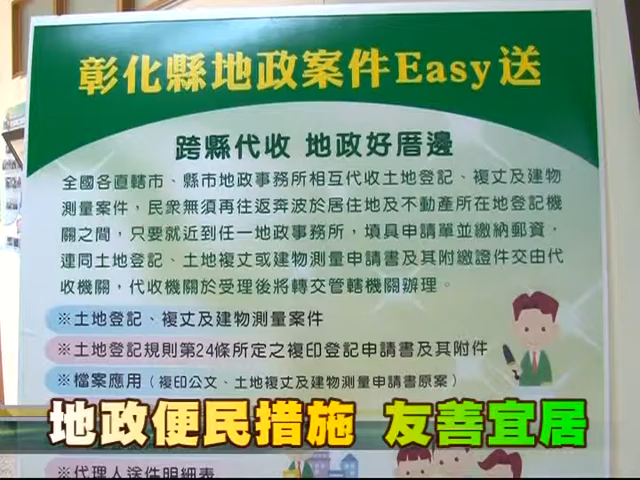 彰化縣地政案件Easy送
跨縣代收 地政好厝邊
全國各直轄市、縣市地政事務所相互代收土地登記、複丈及建物
測量案件，民眾無須再往返奔波於居住地及不動產所在地登記機
關之間，只要就近到任一地政事務所，填具申請單並繳納郵資，
連同土地登記、土地複丈或建物測量申請書及其附繳證件交由代
收機關，代收機關於受理後將轉交管轄機關辦理。
※土地登記、複丈及建物測量案件
※土地登記規則第24條所定之複印登記申請書及其附件
※檔案應用（複印公文、土地複丈及建物測量申請書原案）
地政便民措施 友善宜居
※代理人送件明細表